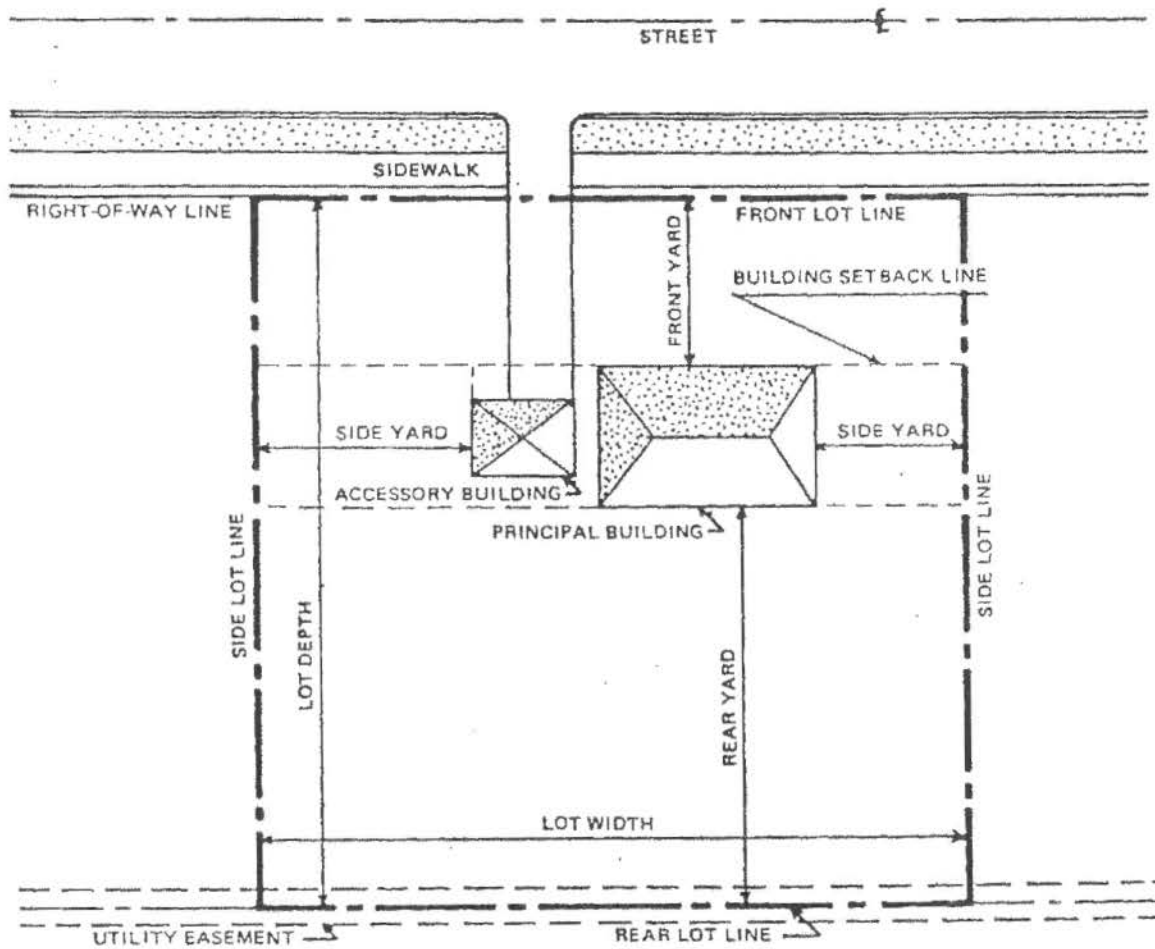 ℄
STREET
SIDEWALK
RIGHT-OF-WAY LINE
FRONT LOT LINE
FRONT YARD
BUILDING SETBACK LINE
SIDE YARD
SIDE YARD
ACCESSORY BUILDING
PRINCIPAL BUILDING
SIDE LOT LINE
LOT DEPTH
REAR YARD
SIDE LOT LINE
LOT WIDTH
UTILITY EASEMENT
REAR LOT LINE